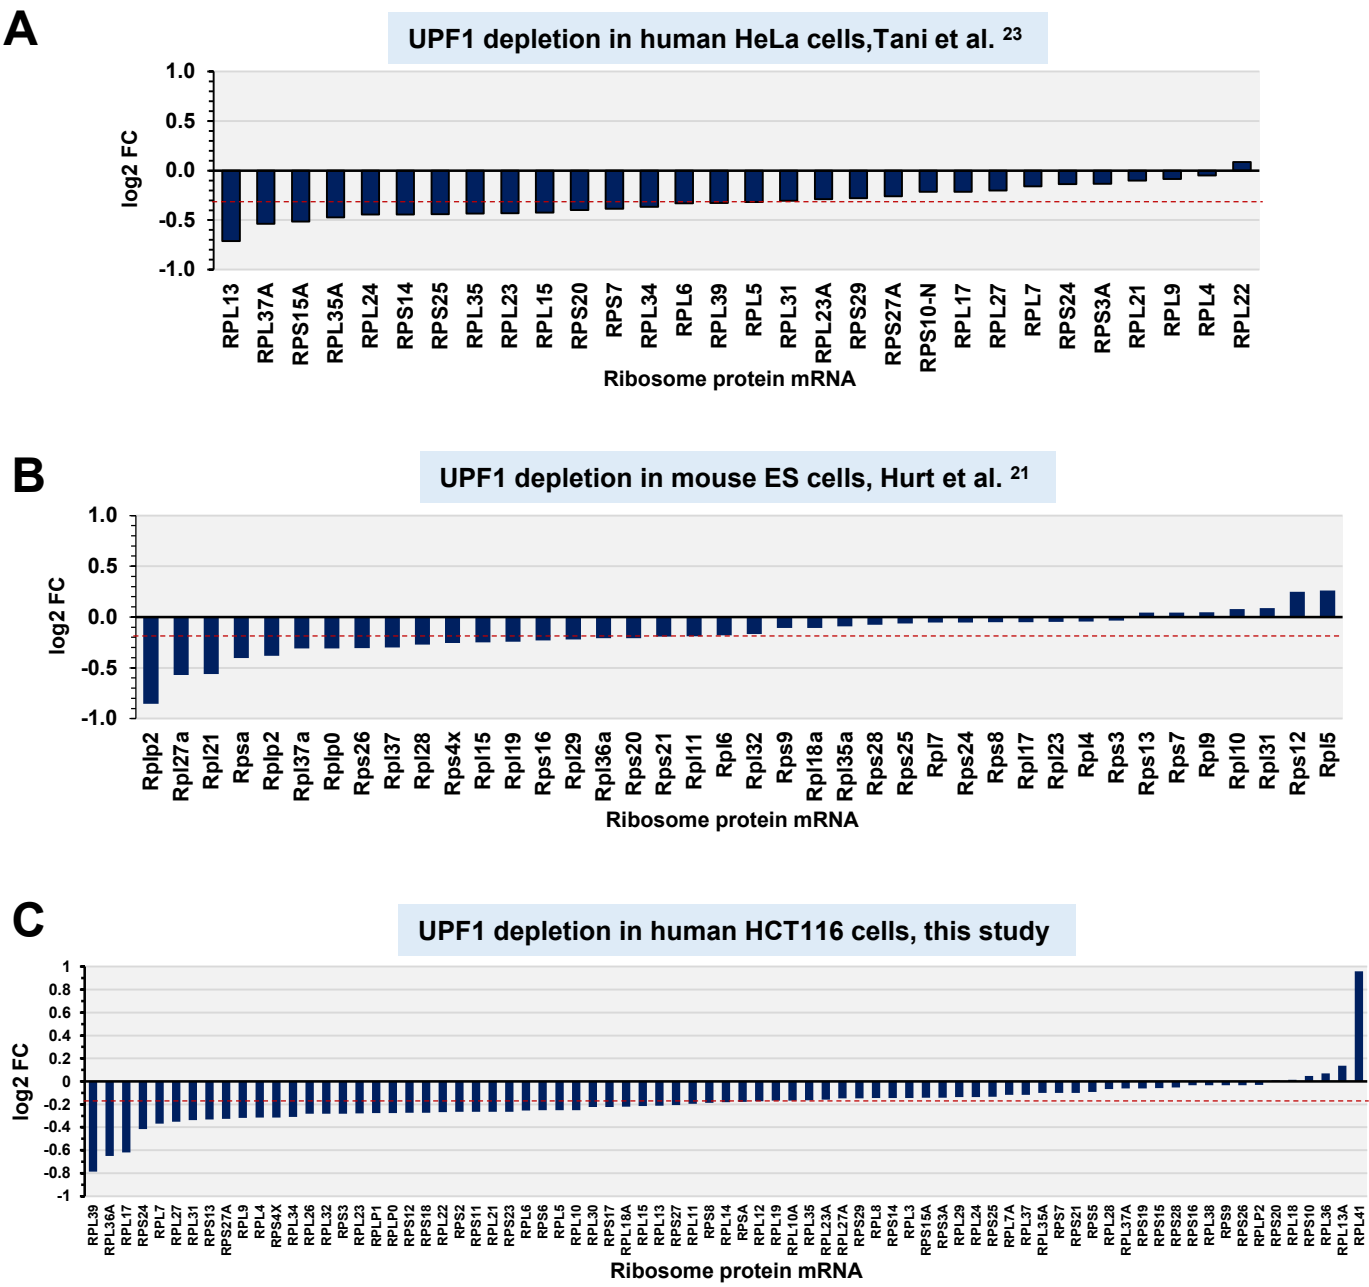 A
UPF1 depletion in human HeLa cells,Tani et al. 23
1.0
0.5
0.0
-0.5
-1.0
log2 FC
RPL13 RPL37A RPS15A RPL35A RPL24 RPS14 RPS25 RPL35 RPL23 RPL15 RPS20 RPS7 RPL34 RPL6 RPL39 RPL5 RPL31 RPL23A RPS29 RPS27A RPS10-N RPL17 RPL27 RPL7 RPS24 RPS3A RPL21 RPL9 RPL4 RPL22
Ribosome protein mRNA
B
UPF1 depletion in mouse ES cells, Hurt et al. 21
1.0
0.5
0.0
-0.5
-1.0
log2 FC
Rplp2 Rpl27a Rpl21 Rpsa Rplp2 Rpl37a Rplp0 Rps26 Rpl37 Rpl28 Rps4x Rpl15 Rpl19 Rps16 Rpl29 Rpl36a Rps20 Rps21 Rpl11 Rpl6 Rpl32 Rps9 Rpl18a Rpl35a Rps28 Rps25 Rpl7 Rps24 Rps8 Rpl17 Rpl23 Rpl4 Rps3 Rps13 Rps7 Rpl9 Rpl10 Rpl31 Rps12 Rpl5
Ribosome protein mRNA
C
UPF1 depletion in human HCT116 cells, this study
1
0.8
0.6
0.4
0.2
0
-0.2
-0.4
-0.6
-0.8
-1
log2 FC
RPL39 RPL36A RPL17 RPS24 RPL7 RPL27 RPL31 RPS13 RPS27A RPL9 RPL4 RPS4X RPL34 RPL26 RPL32 RPS3 RPL23 RPLP1 RPLP0 RPS12 RPS18 RPL22 RPS2 RPS11 RPL21 RPS23 RPL6 RPS6 RPL5 RPL10 RPL30 RPS17 RPL18A RPL15 RPL13 RPS27 RPL11 RPS8 RPL14 RPSA RPL12 RPL19 RPL10A RPL35 RPL23A RPL27A RPS29 RPL8 RPS14 RPL3 RPS15A RPS3A RPL29 RPL24 RPS25 RPL7A RPL37 RPL35A RPS7 RPS21 RPS5 RPL28 RPL37A RPS19 RPS15 RPS28 RPS16 RPL38 RPS9 RPS26 RPLP2 RPS20 RPL18 RPS10 RPL36 RPL13A RPL41
Ribosome protein mRNA